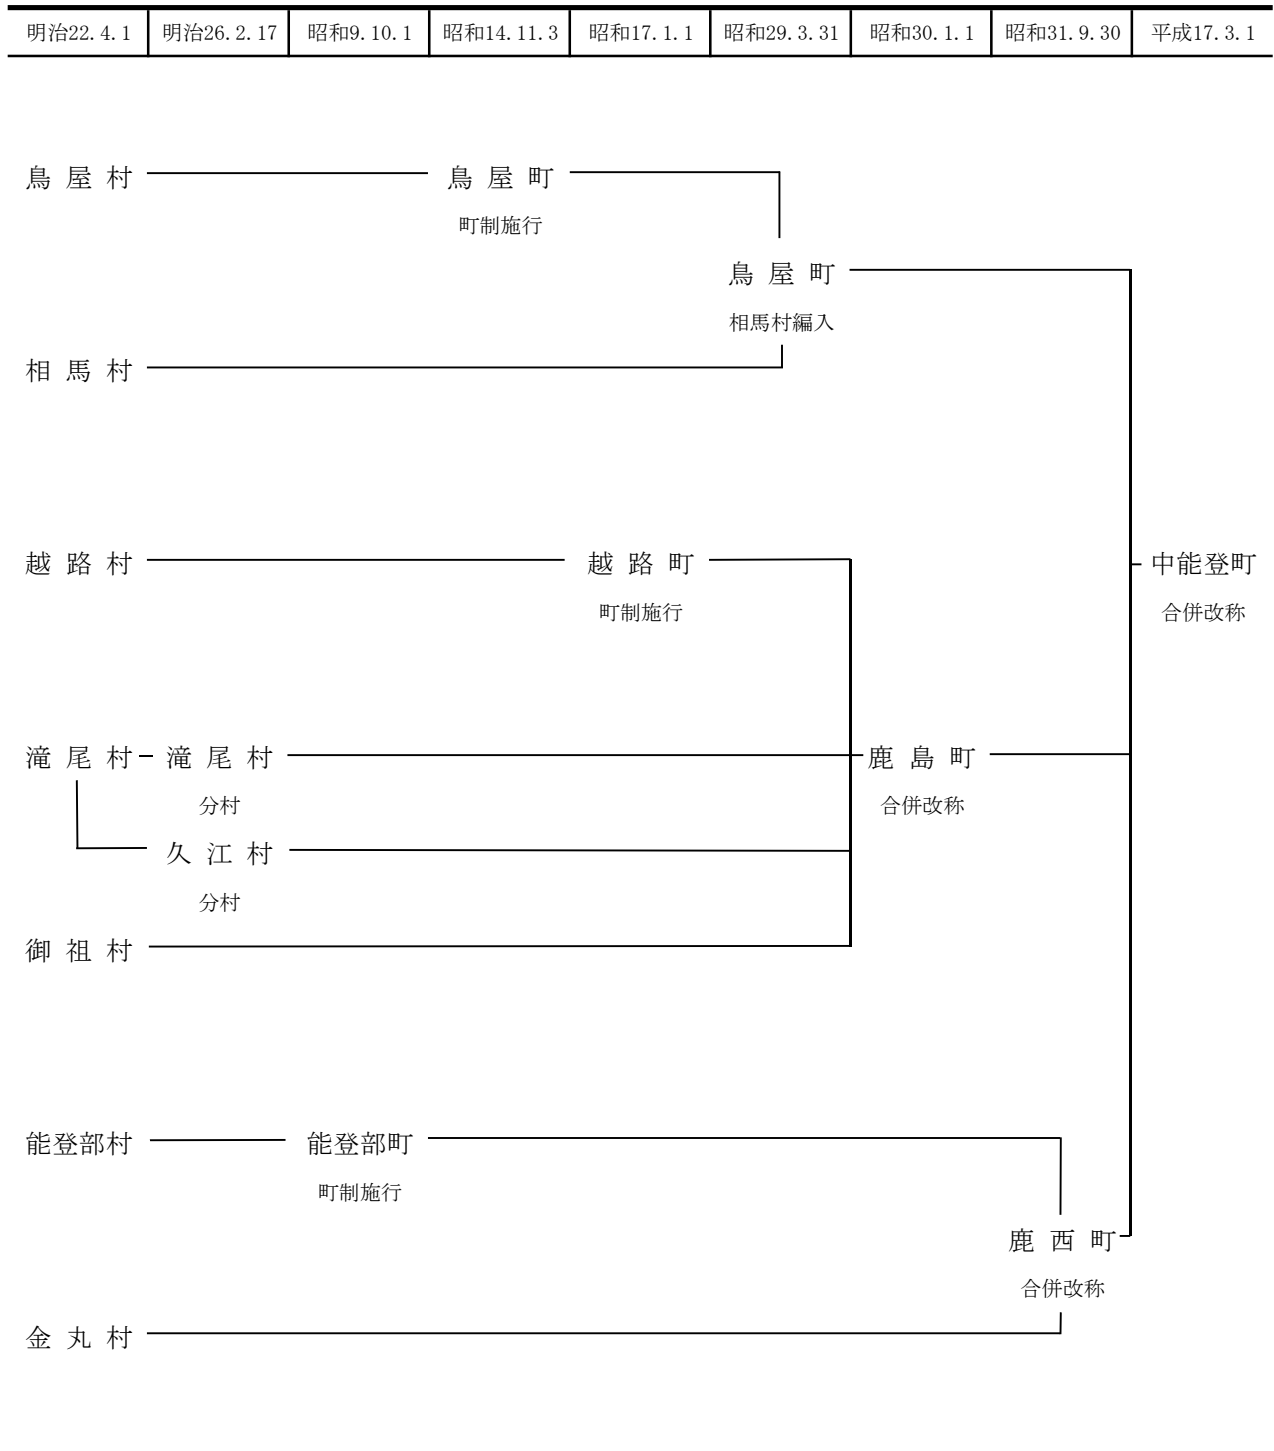 明治22.4.1 明治26.2.17 昭和9.10.1 昭和14.11.3 昭和17.1.1 昭和29.3.31 昭和30.1.1 昭和31.9.30 平成17.3.1
鳥屋村 鳥屋町
町制施行
鳥屋町
相馬村編入
相馬村
越路村 越路町 中能登町
町制施行 合併改称
滝尾村 滝尾村 鹿島町
分村 合併改称
久江村
分村
御祖村
能登部村 能登部町
町制施行
鹿西町
合併改称
金丸村